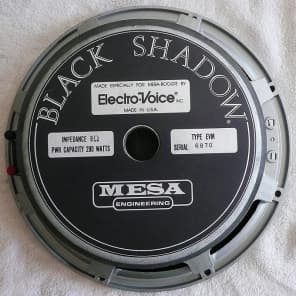 BLACK SHADOW
MADE ESPECIALLY FOR MESA-BOOGIE BY
Electro-Voice® INC.
MADE IN U.S.A.
IMPEDANCE 8Ω
PWR CAPACITY 200 WATTS
TYPE EVM
SERIAL 6870
MESA
ENGINEERING